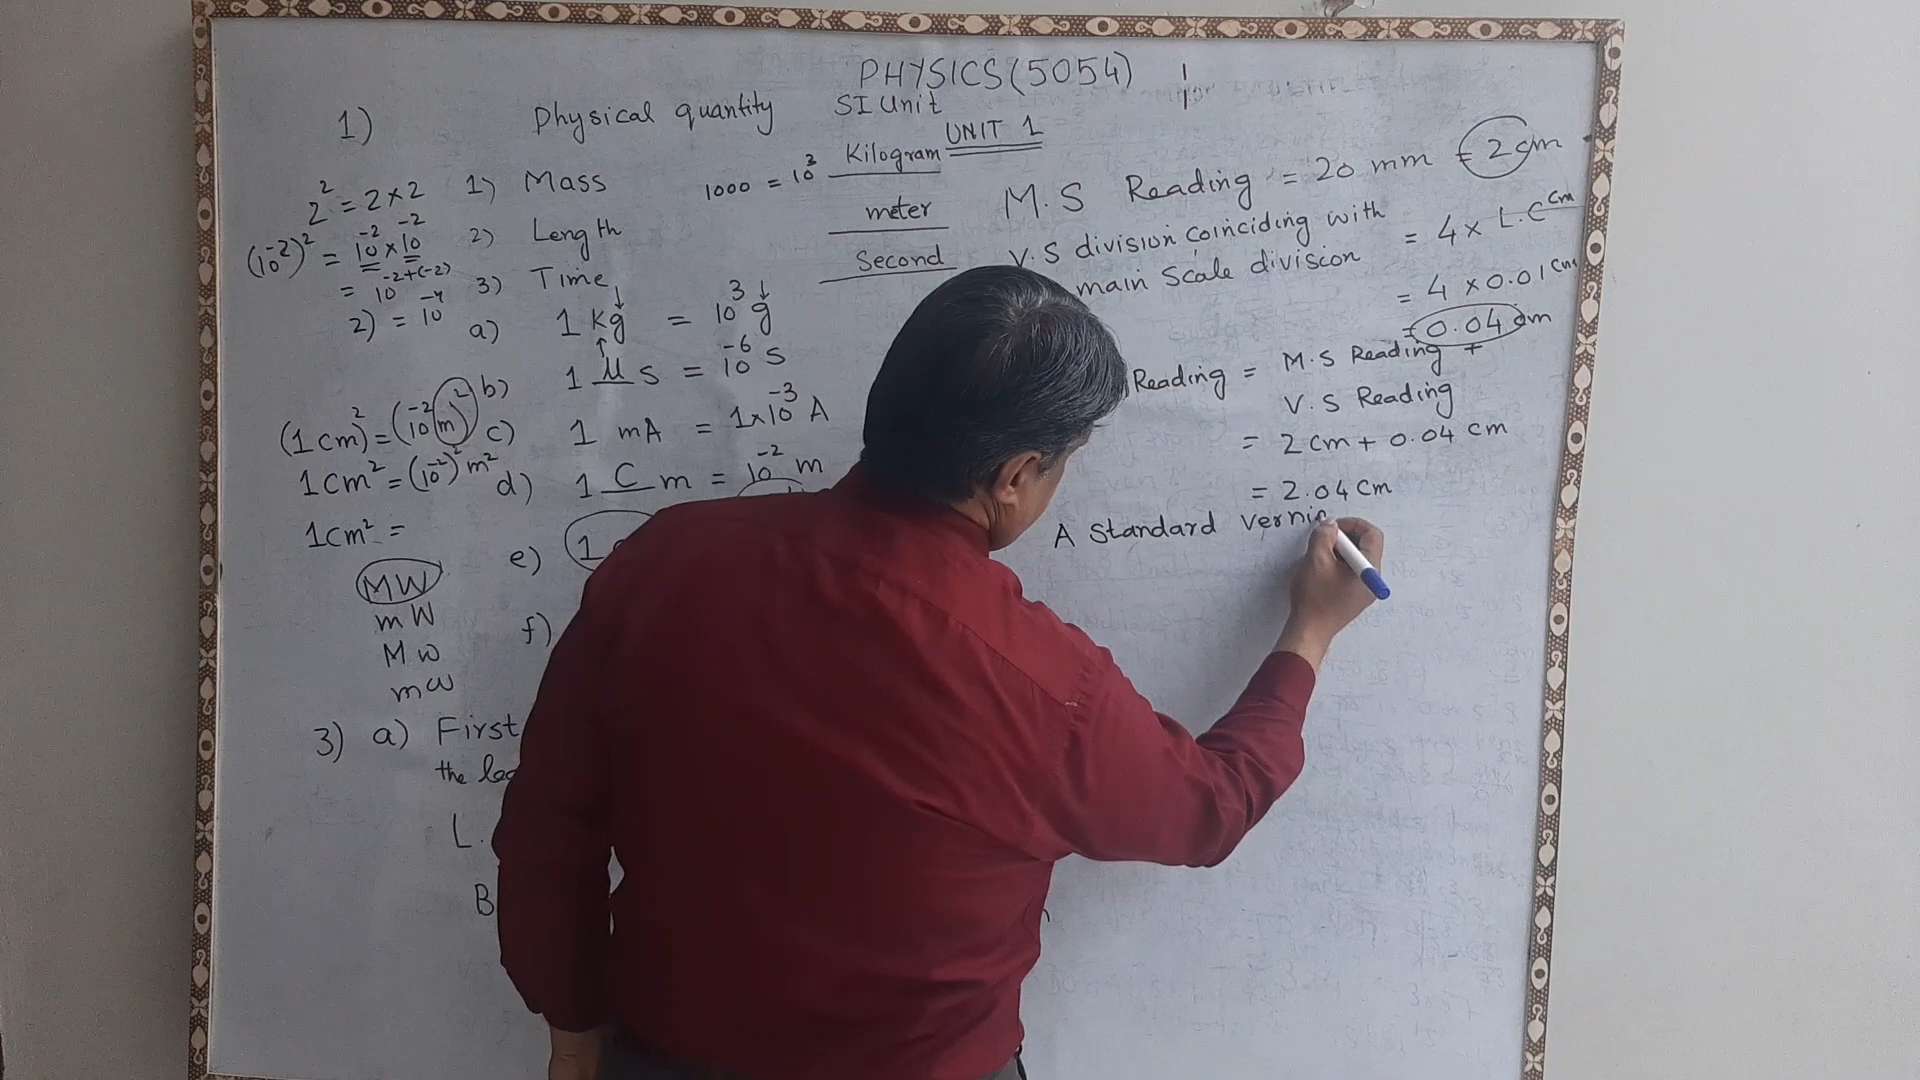 PHYSICS (5054)
UNIT 1
1) Physical quantity SI Unit
1) Mass Kilogram
2) Length meter
3) Time Second
1000 = 10³
2² = 2×2
(10⁻²)² = 10⁻² × 10⁻²
= 10⁻²⁺⁽⁻²⁾
= 10⁻⁴
2)
a) 1 kg = 10³ g
b) 1 μ s = 10⁻⁶ s
c) 1 mA = 1×10⁻³ A
d) 1 C m = 10⁻² m
e) 1
f)
(1cm)² = (10⁻² m)²
1cm² = (10⁻²)² m²
1cm² =
MW
mW
Mw
mw
3) a) First
the
L.
B
M.S Reading = 20 mm = 2 cm
V.S division coinciding with
main Scale division
= 4 × L.C cm
= 4 × 0.01 cm
= 0.04 cm
Reading = M.S Reading +
V.S Reading
= 2 cm + 0.04 cm
= 2.04 cm
A Standard